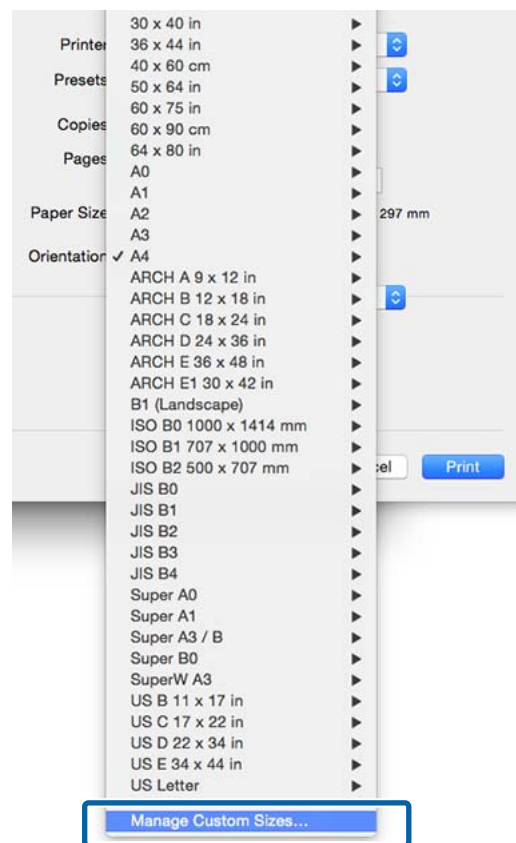 30 x 40 in
Printer 36 x 44 in
40 x 60 cm
Presets 50 x 64 in
60 x 75 in
Copies 60 x 90 cm
64 x 80 in
Pages A0
A1
Paper Size A2 297 mm
A3
Orientation ✓ A4
ARCH A 9 x 12 in
ARCH B 12 x 18 in
ARCH C 18 x 24 in
ARCH D 24 x 36 in
ARCH E 36 x 48 in
ARCH E1 30 x 42 in
B1 (Landscape)
ISO B0 1000 x 1414 mm
ISO B1 707 x 1000 mm
ISO B2 500 x 707 mm cel Print
JIS B0
JIS B1
JIS B2
JIS B3
JIS B4
Super A0
Super A1
Super A3 / B
Super B0
SuperW A3
US B 11 x 17 in
US C 17 x 22 in
US D 22 x 34 in
US E 34 x 44 in
US Letter
Manage Custom Sizes...